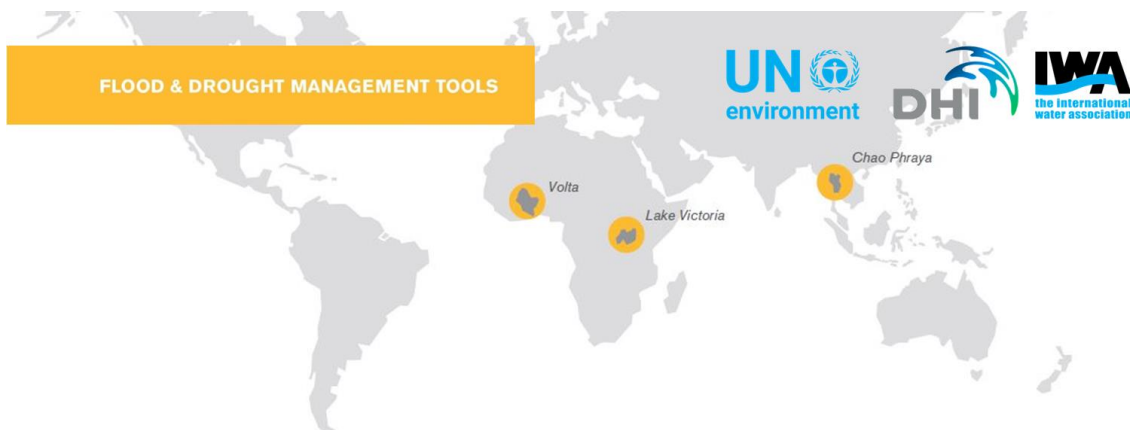 FLOOD & DROUGHT MANAGEMENT TOOLS
UN
environment
DHI
IWA
the international
water association
Chao Phraya
Volta
Lake Victoria